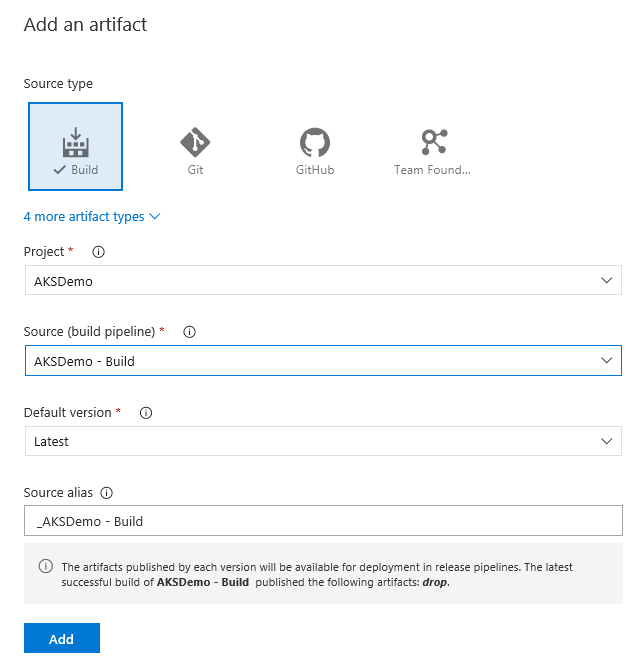 Add an artifact
Source type
Build
Git
GitHub
Team Found...
4 more artifact types
Project *
AKSDemo
Source (build pipeline) *
AKSDemo - Build
Default version *
Latest
Source alias
_AKSDemo - Build
The artifacts published by each version will be available for deployment in release pipelines. The latest
successful build of AKSDemo - Build published the following artifacts: drop.
Add